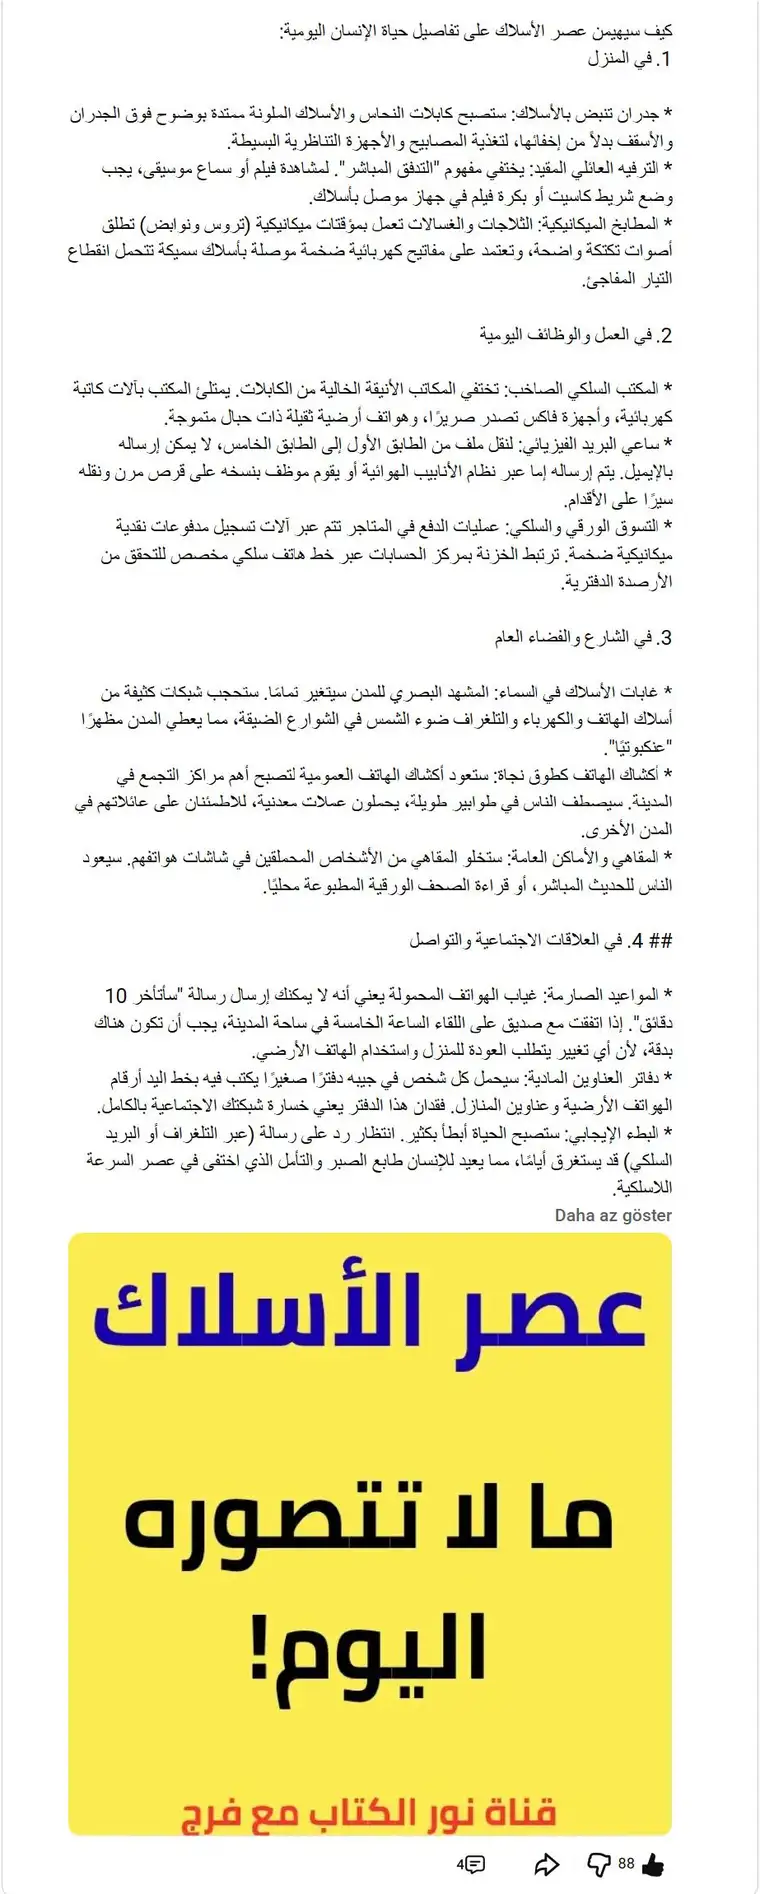 كيف سيهيمن عصر الأسلاك على تفاصيل حياة الإنسان اليومية:
1. في المنزل
* جدران تنبض بالأسلاك: ستصبح كابلات النحاس والأسلاك الملونة ممتدة بوضوح فوق الجدران
والأسقف بدلاً من إخفائها، لتغذية المصابيح والأجهزة التناظرية البسيطة.
* الترفيه العائلي المقيد: يختفي مفهوم "التدفق المباشر". لمشاهدة فيلم أو سماع موسيقى، يجب
وضع شريط كاسيت أو بكرة فيلم في جهاز موصل بأسلاك.
* المطابخ الميكانيكية: الثلاجات والغسالات تعمل بمؤقتات ميكانيكية (تروس ونوابض) تطلق
أصوات تكتكة واضحة، وتعتمد على مفاتيح كهربائية ضخمة موصلة بأسلاك سميكة تتحمل انقطاع
التيار المفاجئ.
2. في العمل والوظائف اليومية
* المكتب السلكي الصاخب: تختفي المكاتب الأنيقة الخالية من الكابلات. يمتلئ المكتب بآلات كاتبة
كهربائية، وأجهزة فاكس تصدر صريرًا، وهواتف أرضية ثقيلة ذات حبال متموجة.
* ساعي البريد الفيزيائي: لنقل ملف من الطابق الأول إلى الطابق الخامس، لا يمكن إرساله
بالإيميل. يتم إرساله إما عبر نظام الأنابيب الهوائية أو يقوم موظف بنسخه على قرص مرن ونقله
سيرًا على الأقدام.
* التسوق الورقي والسلكي: عمليات الدفع في المتاجر تتم عبر آلات تسجيل مدفوعات نقدية
ميكانيكية ضخمة. ترتبط الخزنة بمركز الحسابات عبر خط هاتف سلكي مخصص للتحقق من
الأرصدة الدفترية.
3. في الشارع والفضاء العام
* غابات الأسلاك في السماء: المشهد البصري للمدن سيتغير تمامًا. ستحجب شبكات كثيفة من
أسلاك الهاتف والكهرباء والتلغراف ضوء الشمس في الشوارع الضيقة، مما يعطي المدن مظهرًا
"عنكبوتيًا".
* أكشاك الهاتف كطوق نجاة: ستعود أكشاك الهاتف العمومية لتصبح أهم مراكز التجمع في
المدينة. سيصطف الناس في طوابير طويلة، يحملون عملات معدنية، للاطمئنان على عائلاتهم في
المدن الأخرى.
* المقاهي والأماكن العامة: ستخلو المقاهي من الأشخاص المحملقين في شاشات هواتفهم. سيعود
الناس للحديث المباشر، أو قراءة الصحف الورقية المطبوعة محليًا.
## 4. في العلاقات الاجتماعية والتواصل
* المواعيد الصارمة: غياب الهواتف المحمولة يعني أنه لا يمكنك إرسال رسالة "سأتأخر 10
دقائق". إذا اتفقت مع صديق على اللقاء الساعة الخامسة في ساحة المدينة، يجب أن تكون هناك
بدقة، لأن أي تغيير يتطلب العودة للمنزل واستخدام الهاتف الأرضي.
* دفاتر العناوين المادية: سيحمل كل شخص في جيبه دفترًا صغيرًا يكتب فيه بخط اليد أرقام
الهواتف الأرضية وعناوين المنازل. فقدان هذا الدفتر يعني خسارة شبكتك الاجتماعية بالكامل.
* البطء الإيجابي: ستصبح الحياة أبطأ بكثير. انتظار رد على رسالة (عبر التلغراف أو البريد
السلكي) قد يستغرق أيامًا، مما يعيد للإنسان طابع الصبر والتأمل الذي اختفى في عصر السرعة
اللاسلكية.
Daha az göster
عصر الأسلاك
ما لا تتصوره
اليوم!
قناة نور الكتاب مع فرج
88
4